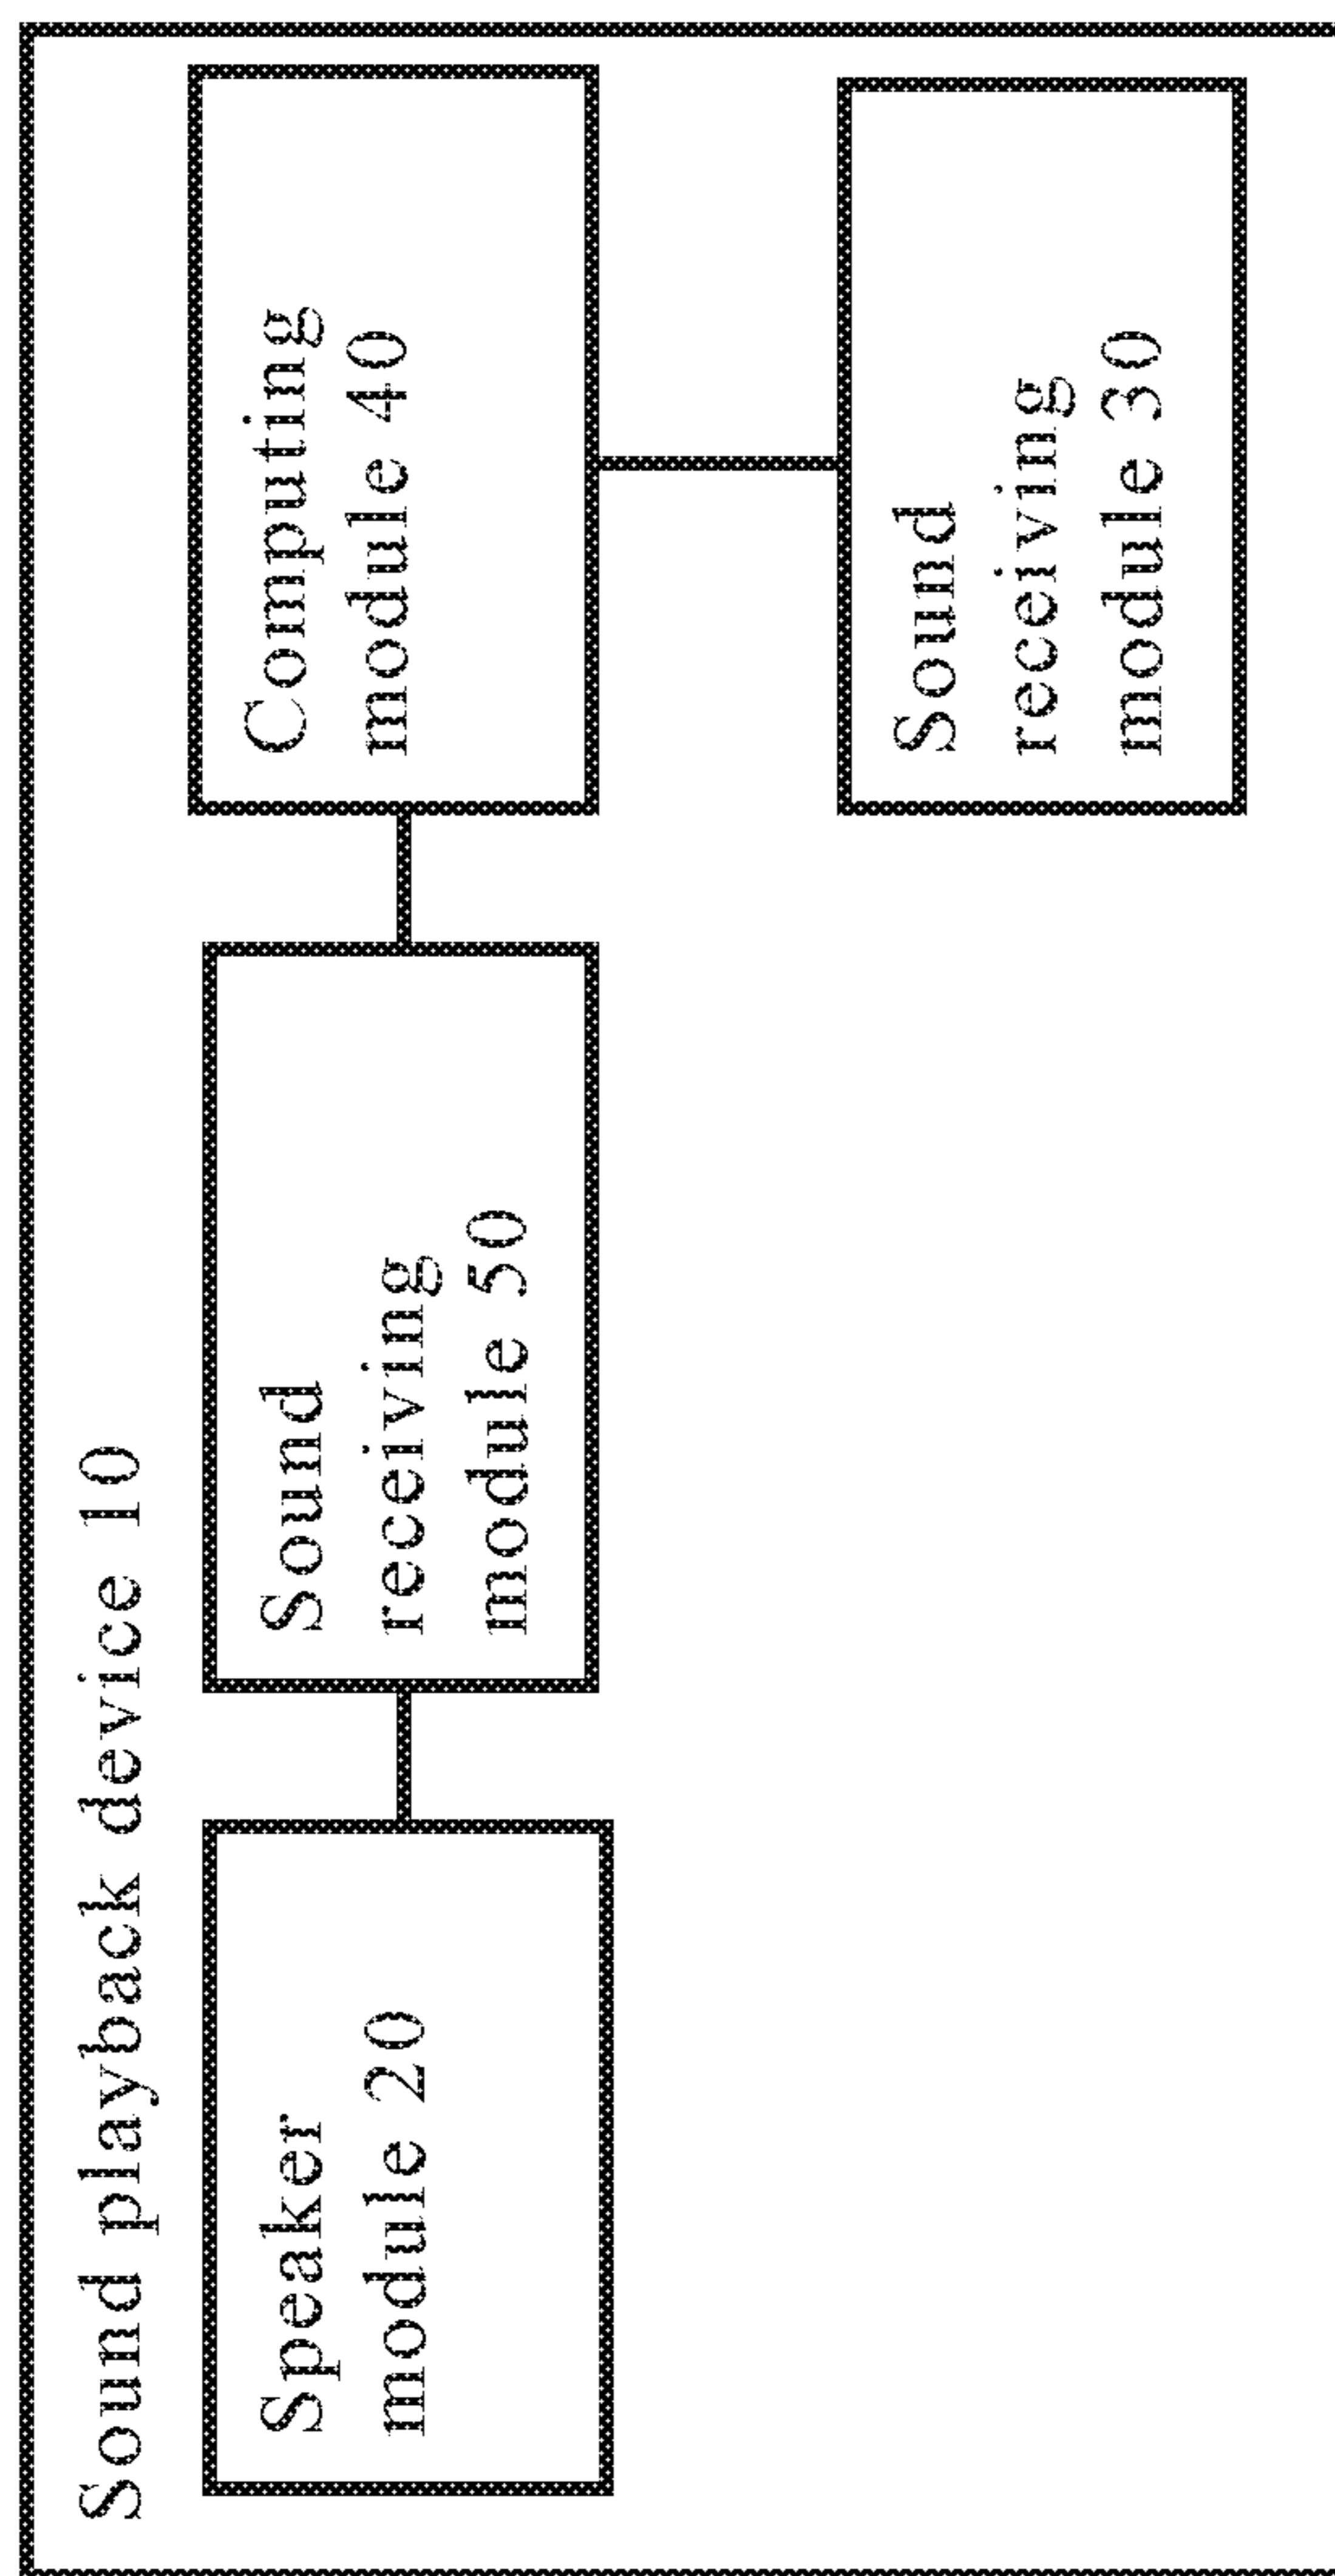 Sound playback device 10
Speaker
module 20
Sound
receiving
module 50
Computing
module 40
Sound
receiving
module 30